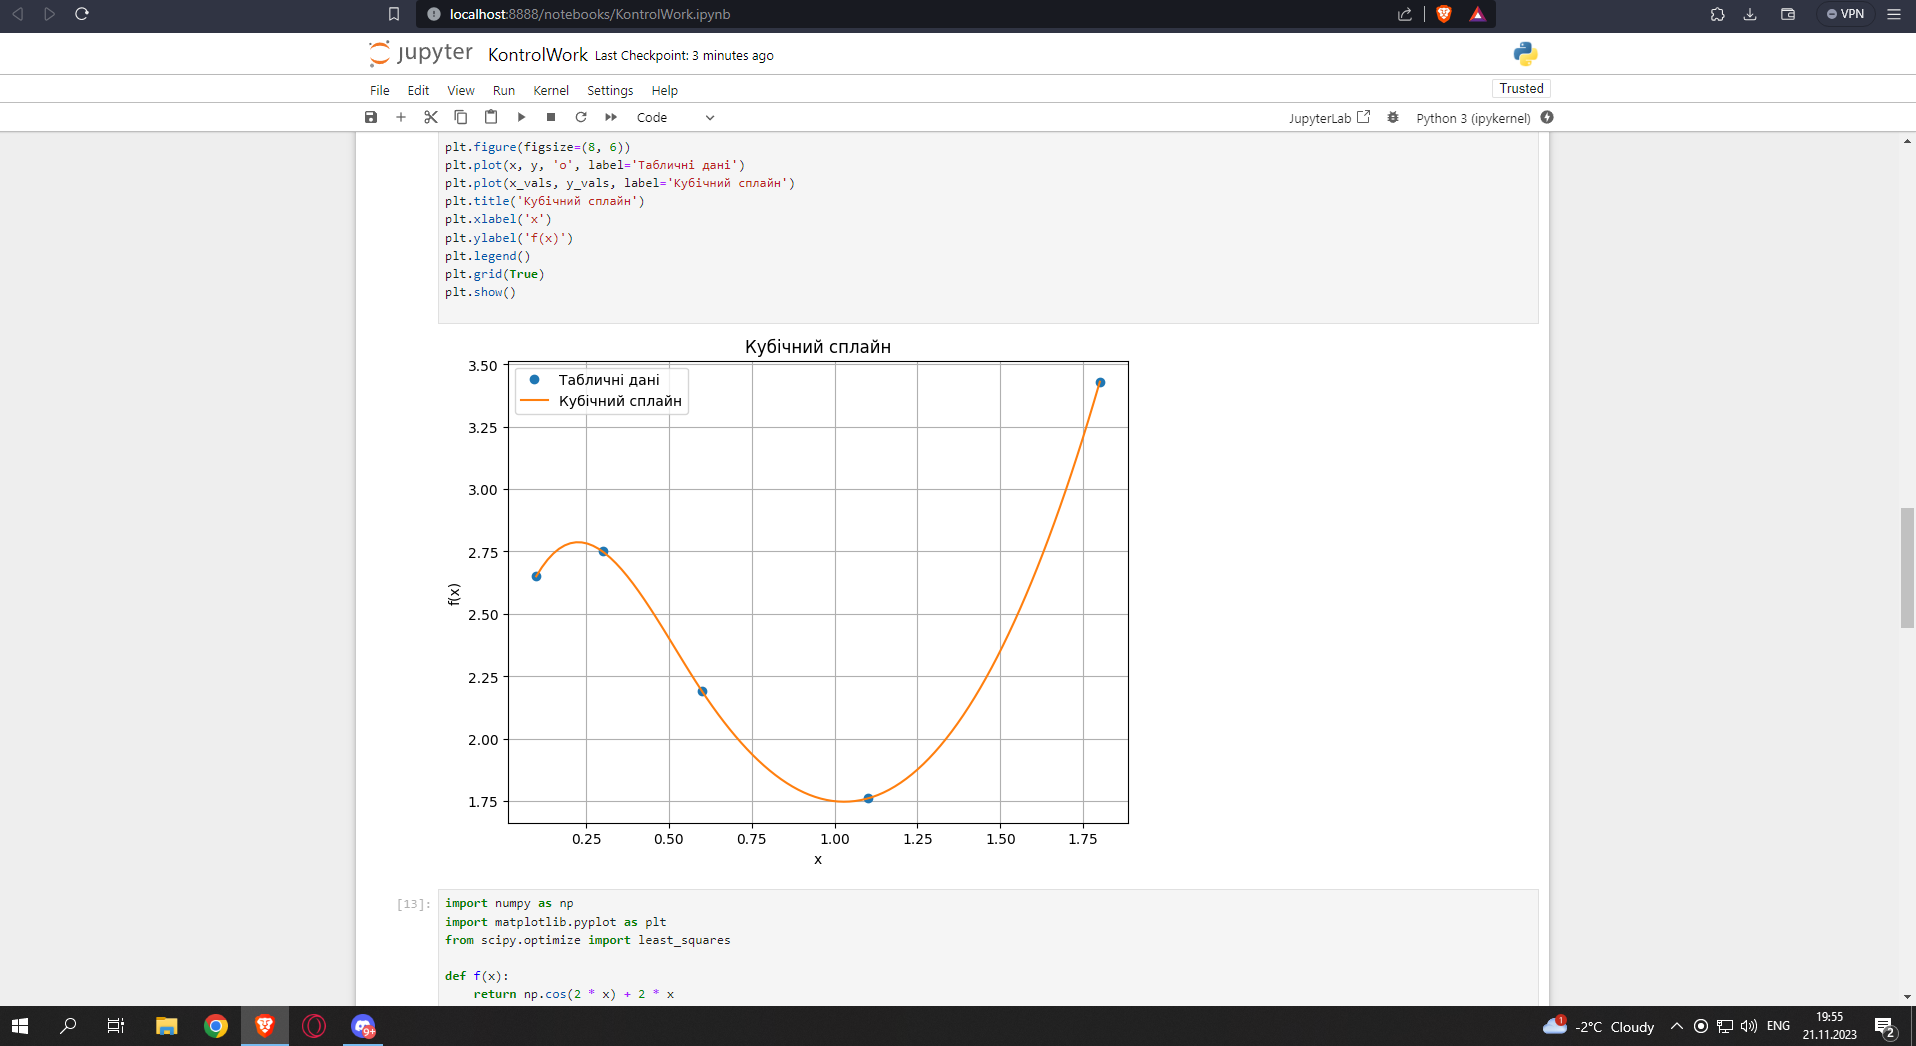 localhost:8888/notebooks/KontrolWork.ipynb
VPN
jupyter KontrolWork Last Checkpoint: 3 minutes ago
File Edit View Run Kernel Settings Help
Trusted
Code
JupyterLab
Python 3 (ipykernel)
plt.figure(figsize=(8, 6))
plt.plot(x, y, 'o', label='Табличні дані')
plt.plot(x_vals, y_vals, label='Кубічний сплайн')
plt.title('Кубічний сплайн')
plt.xlabel('x')
plt.ylabel('f(x)')
plt.legend()
plt.grid(True)
plt.show()
Кубічний сплайн
Табличні дані
Кубічний сплайн
3.50
3.25
3.00
2.75
2.50
2.25
2.00
1.75
f(x)
0.25 0.50 0.75 1.00 1.25 1.50 1.75
x
[13]:
import numpy as np
import matplotlib.pyplot as plt
from scipy.optimize import least_squares
def f(x):
return np.cos(2 * x) + 2 * x
9+
1
-2°C Cloudy
ENG
19:55
21.11.2023
2